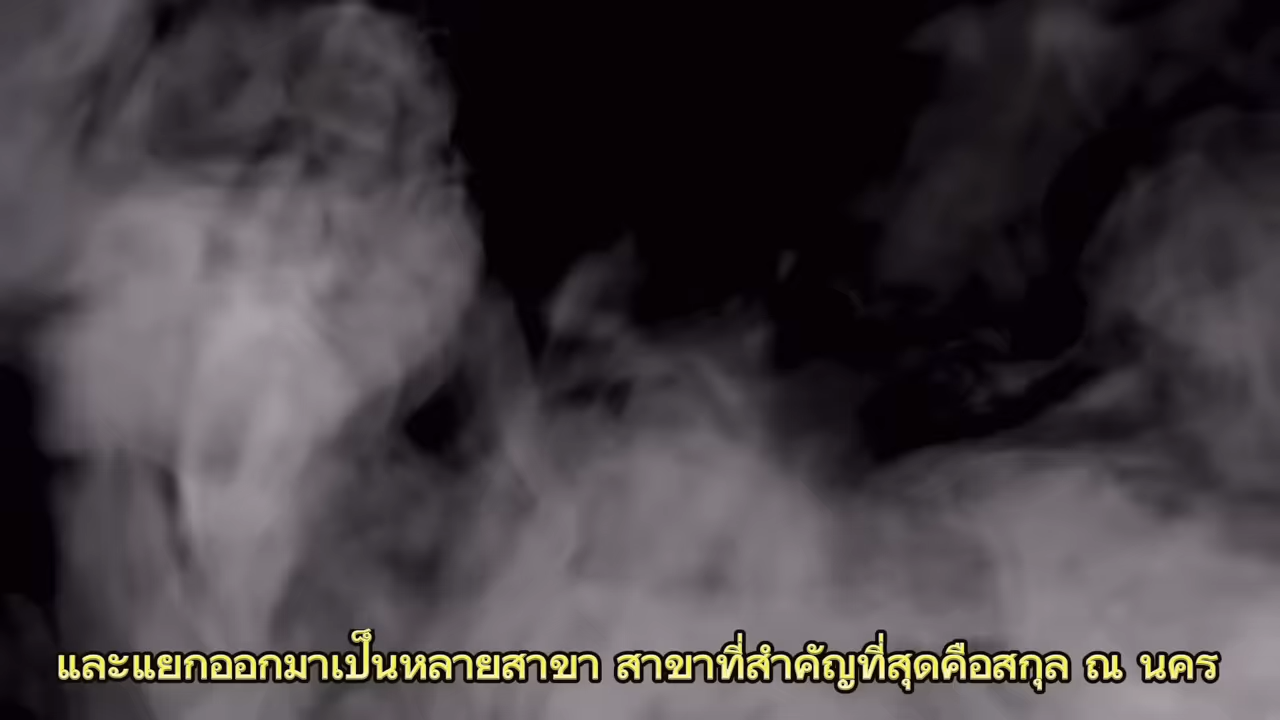 และแยกออกมาเป็นหลายสาขา สาขาที่สำคัญที่สุดคือสกุล ณ นคร